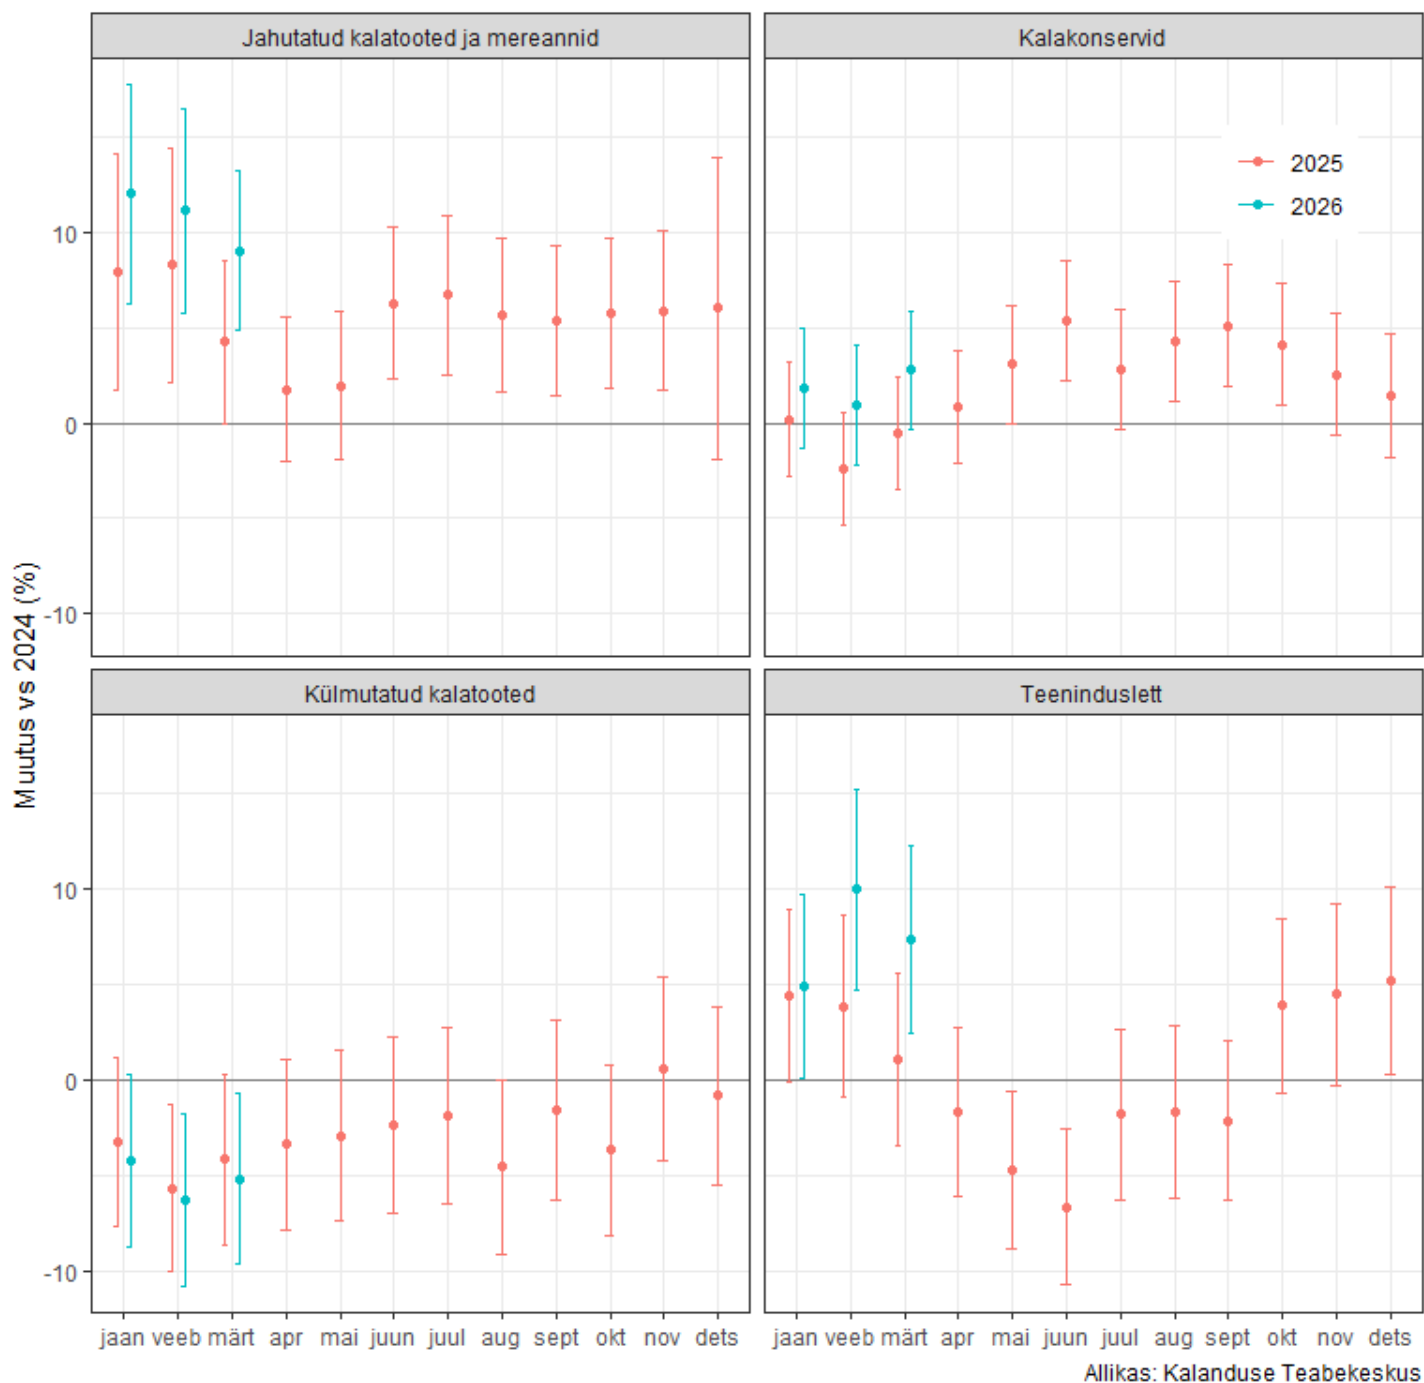 Jahutatud kalatooted ja mereannid
Kalakonservid
2025
2026
10
0
-10
Muutus vs 2024 (%)
Külmutatud kalatooted
Teeninduslett
10
0
-10
jaan veeb märt apr mai juun juul aug sept okt nov dets
jaan veeb märt apr mai juun juul aug sept okt nov dets
Allikas: Kalanduse Teabekeskus